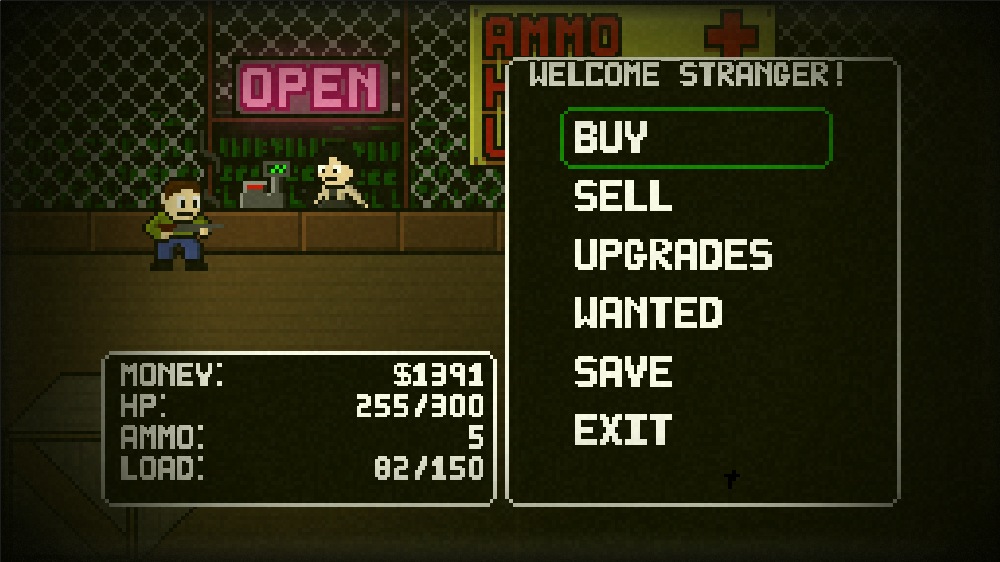 AMMO
OPEN
WELCOME STRANGER!
BUY
SELL
UPGRADES
WANTED
SAVE
EXIT
MONEY: $1391
HP: 255/300
AMMO: 5
LOAD: 82/150